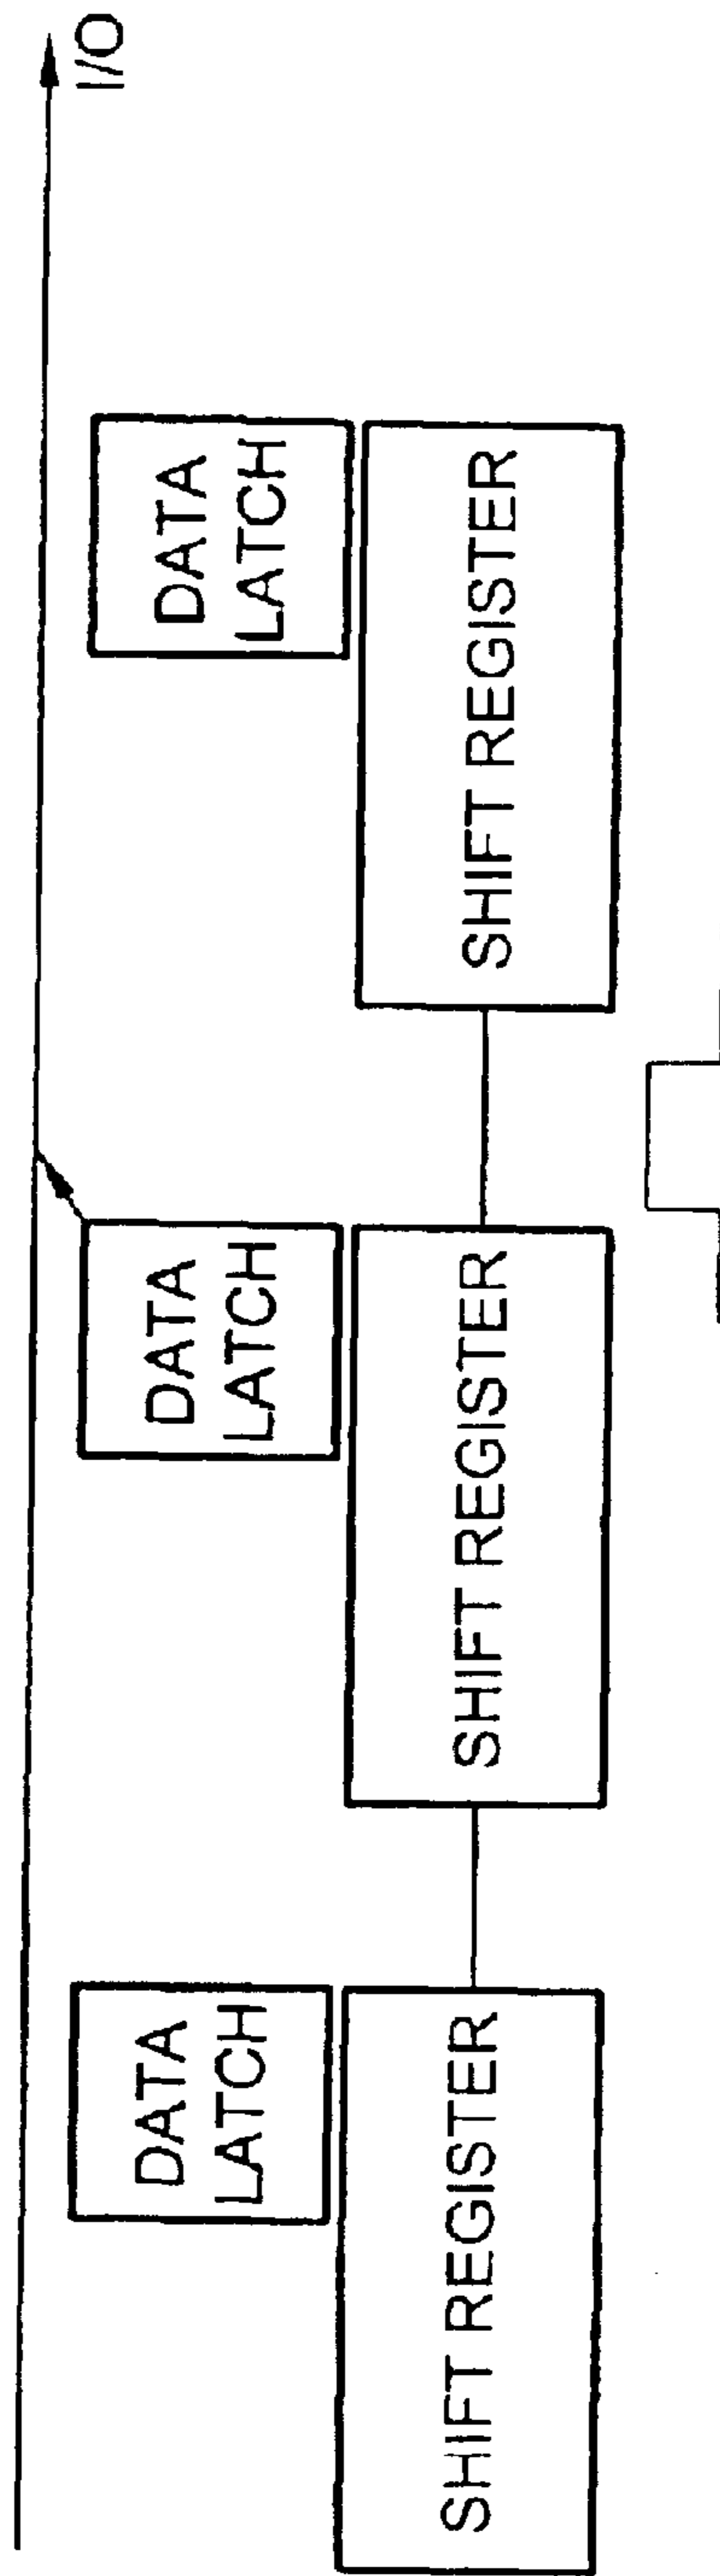 I/O
DATA
LATCH
DATA
LATCH
DATA
LATCH
SHIFT REGISTER
SHIFT REGISTER
SHIFT REGISTER